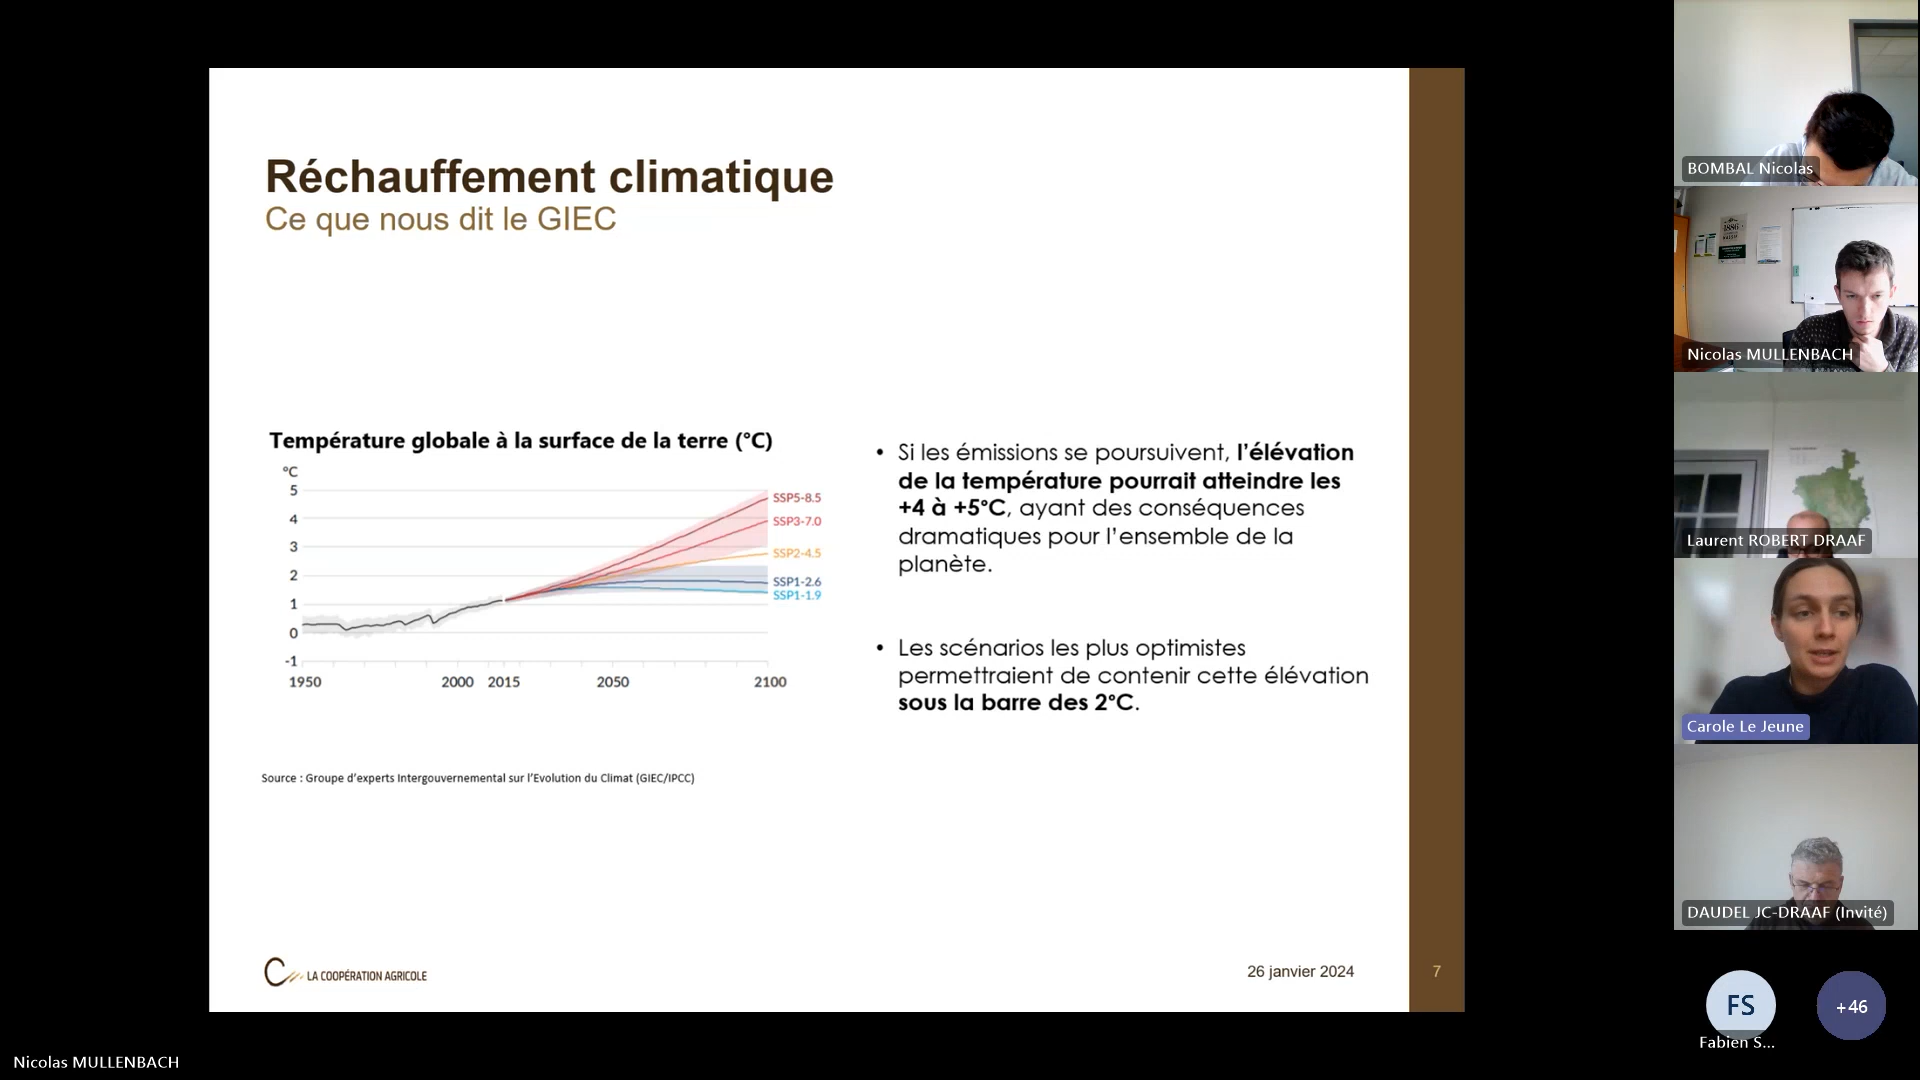 Réchauffement climatique
Ce que nous dit le GIEC
Température globale à la surface de la terre (°C)
°C
5
4
3
2
1
0
-1
1950
2000
2015
2050
2100
SSP5-8.5
SSP3-7.0
SSP2-4.5
SSP1-2.6
SSP1-1.9
• Si les émissions se poursuivent, l'élévation
de la température pourrait atteindre les
+4 à +5°C, ayant des conséquences
dramatiques pour l'ensemble de la
planète.
• Les scénarios les plus optimistes
permettraient de contenir cette élévation
sous la barre des 2°C.
Source : Groupe d'experts Intergouvernemental sur l'Evolution du Climat (GIEC/IPCC)
LA COOPÉRATION AGRICOLE
26 janvier 2024
7
BOMBAL Nicolas
1886
Nicolas MULLENBACH
Laurent ROBERT DRAAF
Carole Le Jeune
DAUDEL JC-DRAAF (Invité)
FS
+46
Fabien S...
Nicolas MULLENBACH